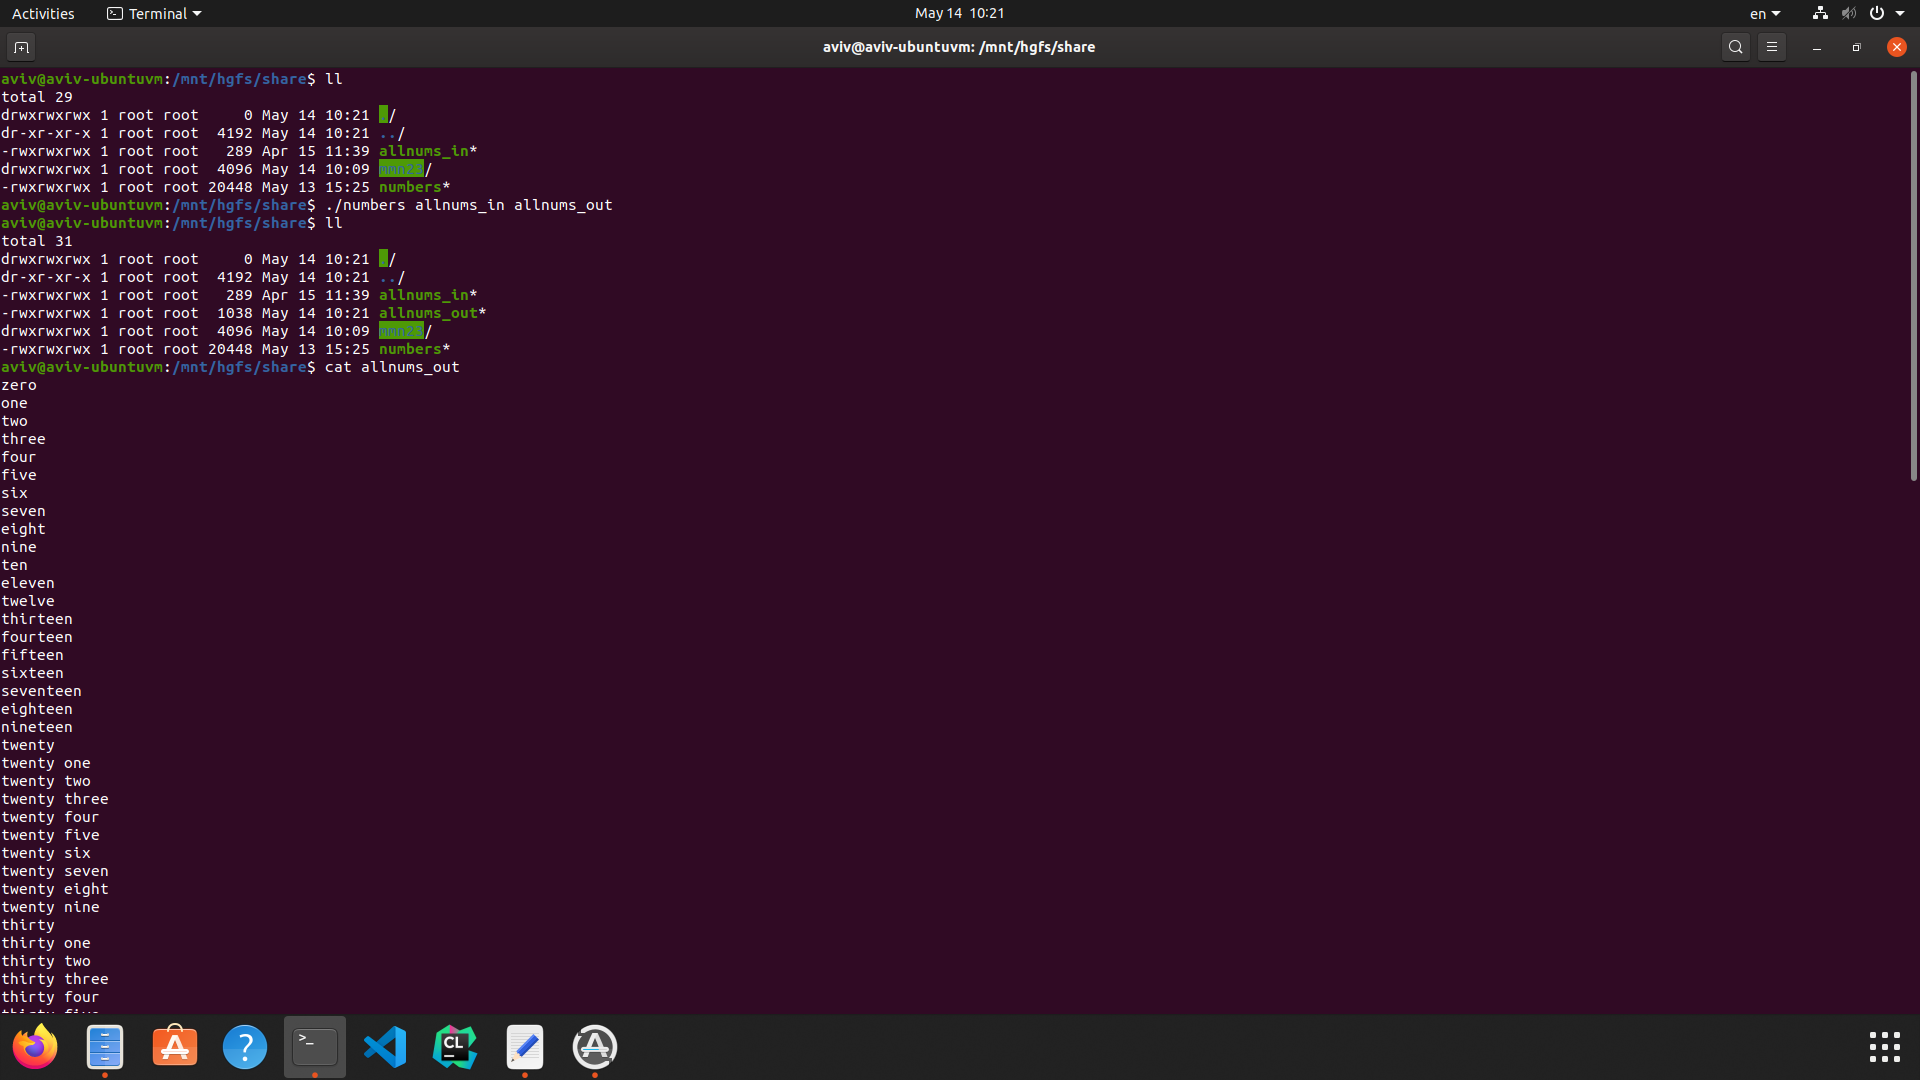 Activities Terminal May 14 10:21 en
aviv@aviv-ubuntuvm: /mnt/hgfs/share
aviv@aviv-ubuntuvm:/mnt/hgfs/share$ ll
total 29
drwxrwxrwx 1 root root     0 May 14 10:21 ./
dr-xr-xr-x 1 root root  4192 May 14 10:21 ../
-rwxrwxrwx 1 root root   289 Apr 15 11:39 allnums_in*
drwxrwxrwx 1 root root  4096 May 14 10:09 mmn23/
-rwxrwxrwx 1 root root 20448 May 13 15:25 numbers*
aviv@aviv-ubuntuvm:/mnt/hgfs/share$ ./numbers allnums_in allnums_out
aviv@aviv-ubuntuvm:/mnt/hgfs/share$ ll
total 31
drwxrwxrwx 1 root root     0 May 14 10:21 ./
dr-xr-xr-x 1 root root  4192 May 14 10:21 ../
-rwxrwxrwx 1 root root   289 Apr 15 11:39 allnums_in*
-rwxrwxrwx 1 root root  1038 May 14 10:21 allnums_out*
drwxrwxrwx 1 root root  4096 May 14 10:09 mmn23/
-rwxrwxrwx 1 root root 20448 May 13 15:25 numbers*
aviv@aviv-ubuntuvm:/mnt/hgfs/share$ cat allnums_out
zero
one
two
three
four
five
six
seven
eight
nine
ten
eleven
twelve
thirteen
fourteen
fifteen
sixteen
seventeen
eighteen
nineteen
twenty
twenty one
twenty two
twenty three
twenty four
twenty five
twenty six
twenty seven
twenty eight
twenty nine
thirty
thirty one
thirty two
thirty three
thirty four
thirty five
>_ ? CL